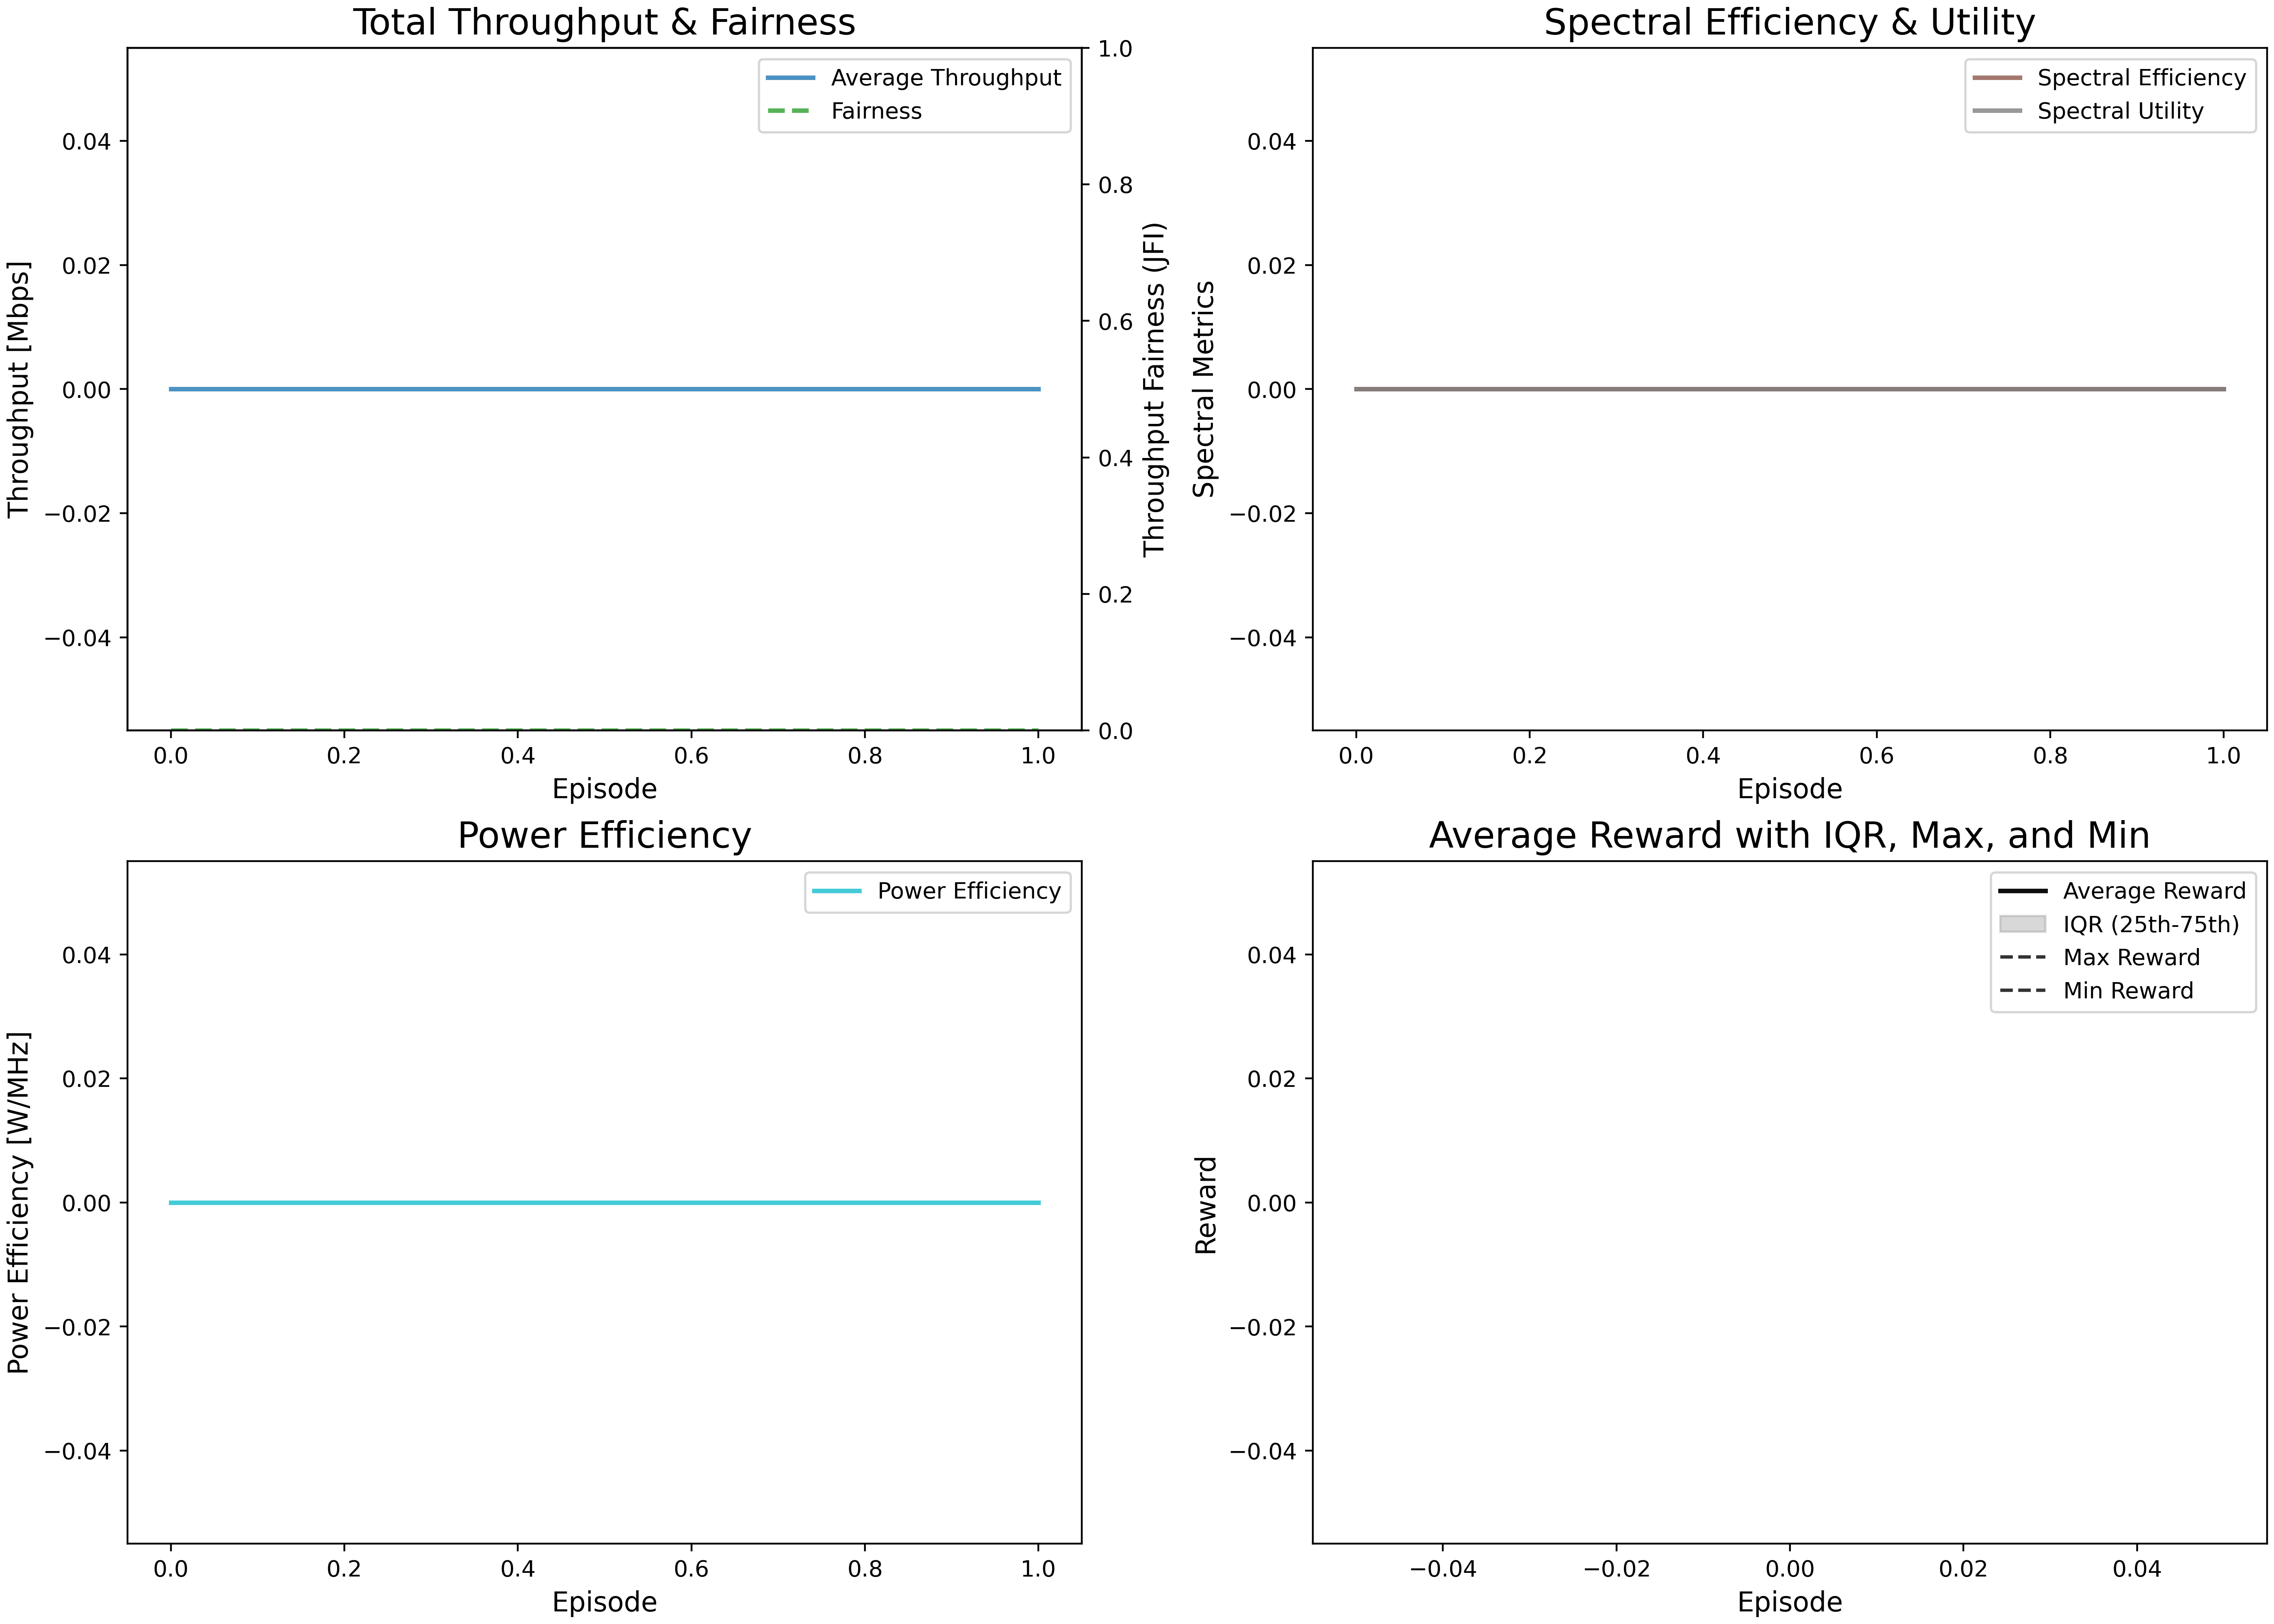 Total Throughput & Fairness
Average Throughput
Fairness
Throughput [Mbps]
0.04
0.02
0.00
−0.02
−0.04
1.0
0.8
0.6
0.4
0.2
0.0
Throughput Fairness (JFI)
0.0 0.2 0.4 0.6 0.8 1.0
Episode
Spectral Efficiency & Utility
Spectral Efficiency
Spectral Utility
Spectral Metrics
0.04
0.02
0.00
−0.02
−0.04
0.0 0.2 0.4 0.6 0.8 1.0
Episode
Power Efficiency
Power Efficiency
Power Efficiency [W/MHz]
0.04
0.02
0.00
−0.02
−0.04
0.0 0.2 0.4 0.6 0.8 1.0
Episode
Average Reward with IQR, Max, and Min
Average Reward
IQR (25th-75th)
Max Reward
Min Reward
Reward
0.04
0.02
0.00
−0.02
−0.04
−0.04 −0.02 0.00 0.02 0.04
Episode